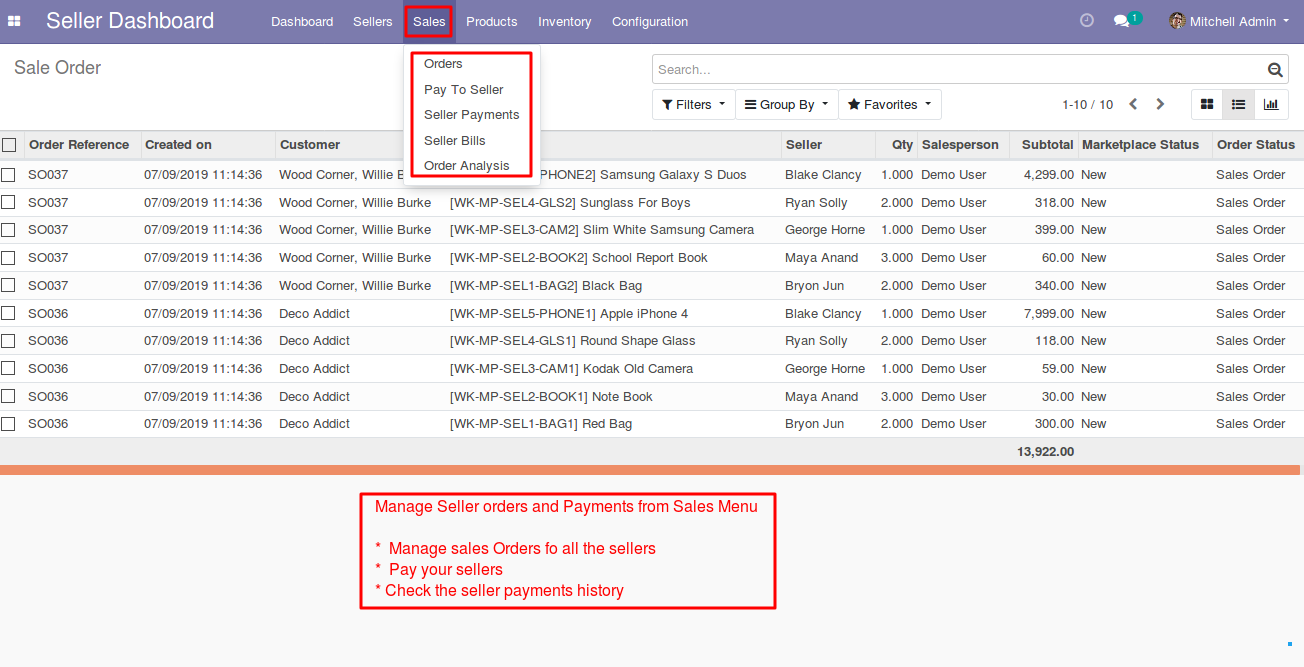 Seller Dashboard Dashboard Sellers Sales Products Inventory Configuration 1 Mitchell Admin
Sale Order
Search...
Filters Group By Favorites 1-10 / 10
Orders
Pay To Seller
Seller Payments
Seller Bills
Order Analysis
Order Reference Created on Customer Seller Qty Salesperson Subtotal Marketplace Status Order Status
SO037 07/09/2019 11:14:36 Wood Corner, Willie PHONE2] Samsung Galaxy S Duos Blake Clancy 1.000 Demo User 4,299.00 New Sales Order
SO037 07/09/2019 11:14:36 Wood Corner, Willie Burke [WK-MP-SEL4-GLS2] Sunglass For Boys Ryan Solly 2.000 Demo User 318.00 New Sales Order
SO037 07/09/2019 11:14:36 Wood Corner, Willie Burke [WK-MP-SEL3-CAM2] Slim White Samsung Camera George Horne 1.000 Demo User 399.00 New Sales Order
SO037 07/09/2019 11:14:36 Wood Corner, Willie Burke [WK-MP-SEL2-BOOK2] School Report Book Maya Anand 3.000 Demo User 60.00 New Sales Order
SO037 07/09/2019 11:14:36 Wood Corner, Willie Burke [WK-MP-SEL1-BAG2] Black Bag Bryon Jun 2.000 Demo User 340.00 New Sales Order
SO036 07/09/2019 11:14:36 Deco Addict [WK-MP-SEL5-PHONE1] Apple iPhone 4 Blake Clancy 1.000 Demo User 7,999.00 New Sales Order
SO036 07/09/2019 11:14:36 Deco Addict [WK-MP-SEL4-GLS1] Round Shape Glass Ryan Solly 2.000 Demo User 118.00 New Sales Order
SO036 07/09/2019 11:14:36 Deco Addict [WK-MP-SEL3-CAM1] Kodak Old Camera George Horne 1.000 Demo User 59.00 New Sales Order
SO036 07/09/2019 11:14:36 Deco Addict [WK-MP-SEL2-BOOK1] Note Book Maya Anand 3.000 Demo User 30.00 New Sales Order
SO036 07/09/2019 11:14:36 Deco Addict [WK-MP-SEL1-BAG1] Red Bag Bryon Jun 2.000 Demo User 300.00 New Sales Order
13,922.00
Manage Seller orders and Payments from Sales Menu
* Manage sales Orders fo all the sellers
* Pay your sellers
* Check the seller payments history